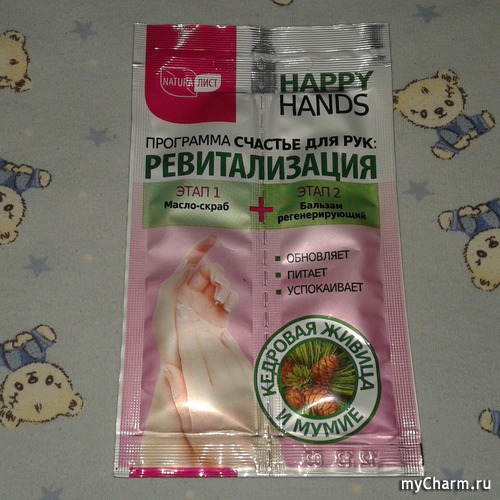 NATURA ЛИСТ
HAPPY
HANDS
ПРОГРАММА СЧАСТЬЕ ДЛЯ РУК:
РЕВИТАЛИЗАЦИЯ
ЭТАП 1
Масло-скраб
+
ЭТАП 2
Бальзам
регенерирующий
ОБНОВЛЯЕТ
ПИТАЕТ
УСПОКАИВАЕТ
КЕДРОВАЯ ЖИВИЦА
И МУМИЕ
myCharm.ru